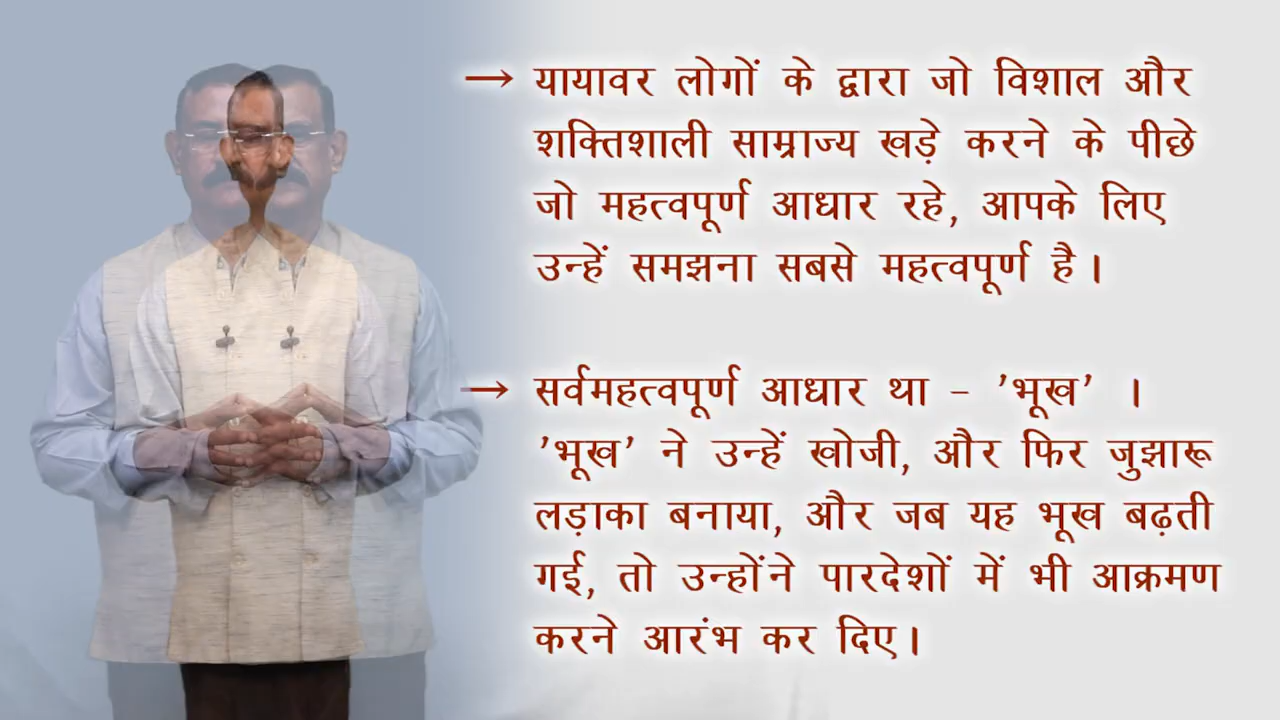 → यायावर लोगों के द्वारा जो विशाल और
शक्तिशाली साम्राज्य खड़े करने के पीछे
जो महत्वपूर्ण आधार रहे, आपके लिए
उन्हें समझना सबसे महत्वपूर्ण है।
→ सर्वमहत्वपूर्ण आधार था – ’भूख’ ।
’भूख’ ने उन्हें खोजी, और फिर जुझारू
लड़ाका बनाया, और जब यह भूख बढ़ती
गई, तो उन्होंने पारदेशों में भी आक्रमण
करने आरंभ कर दिए।